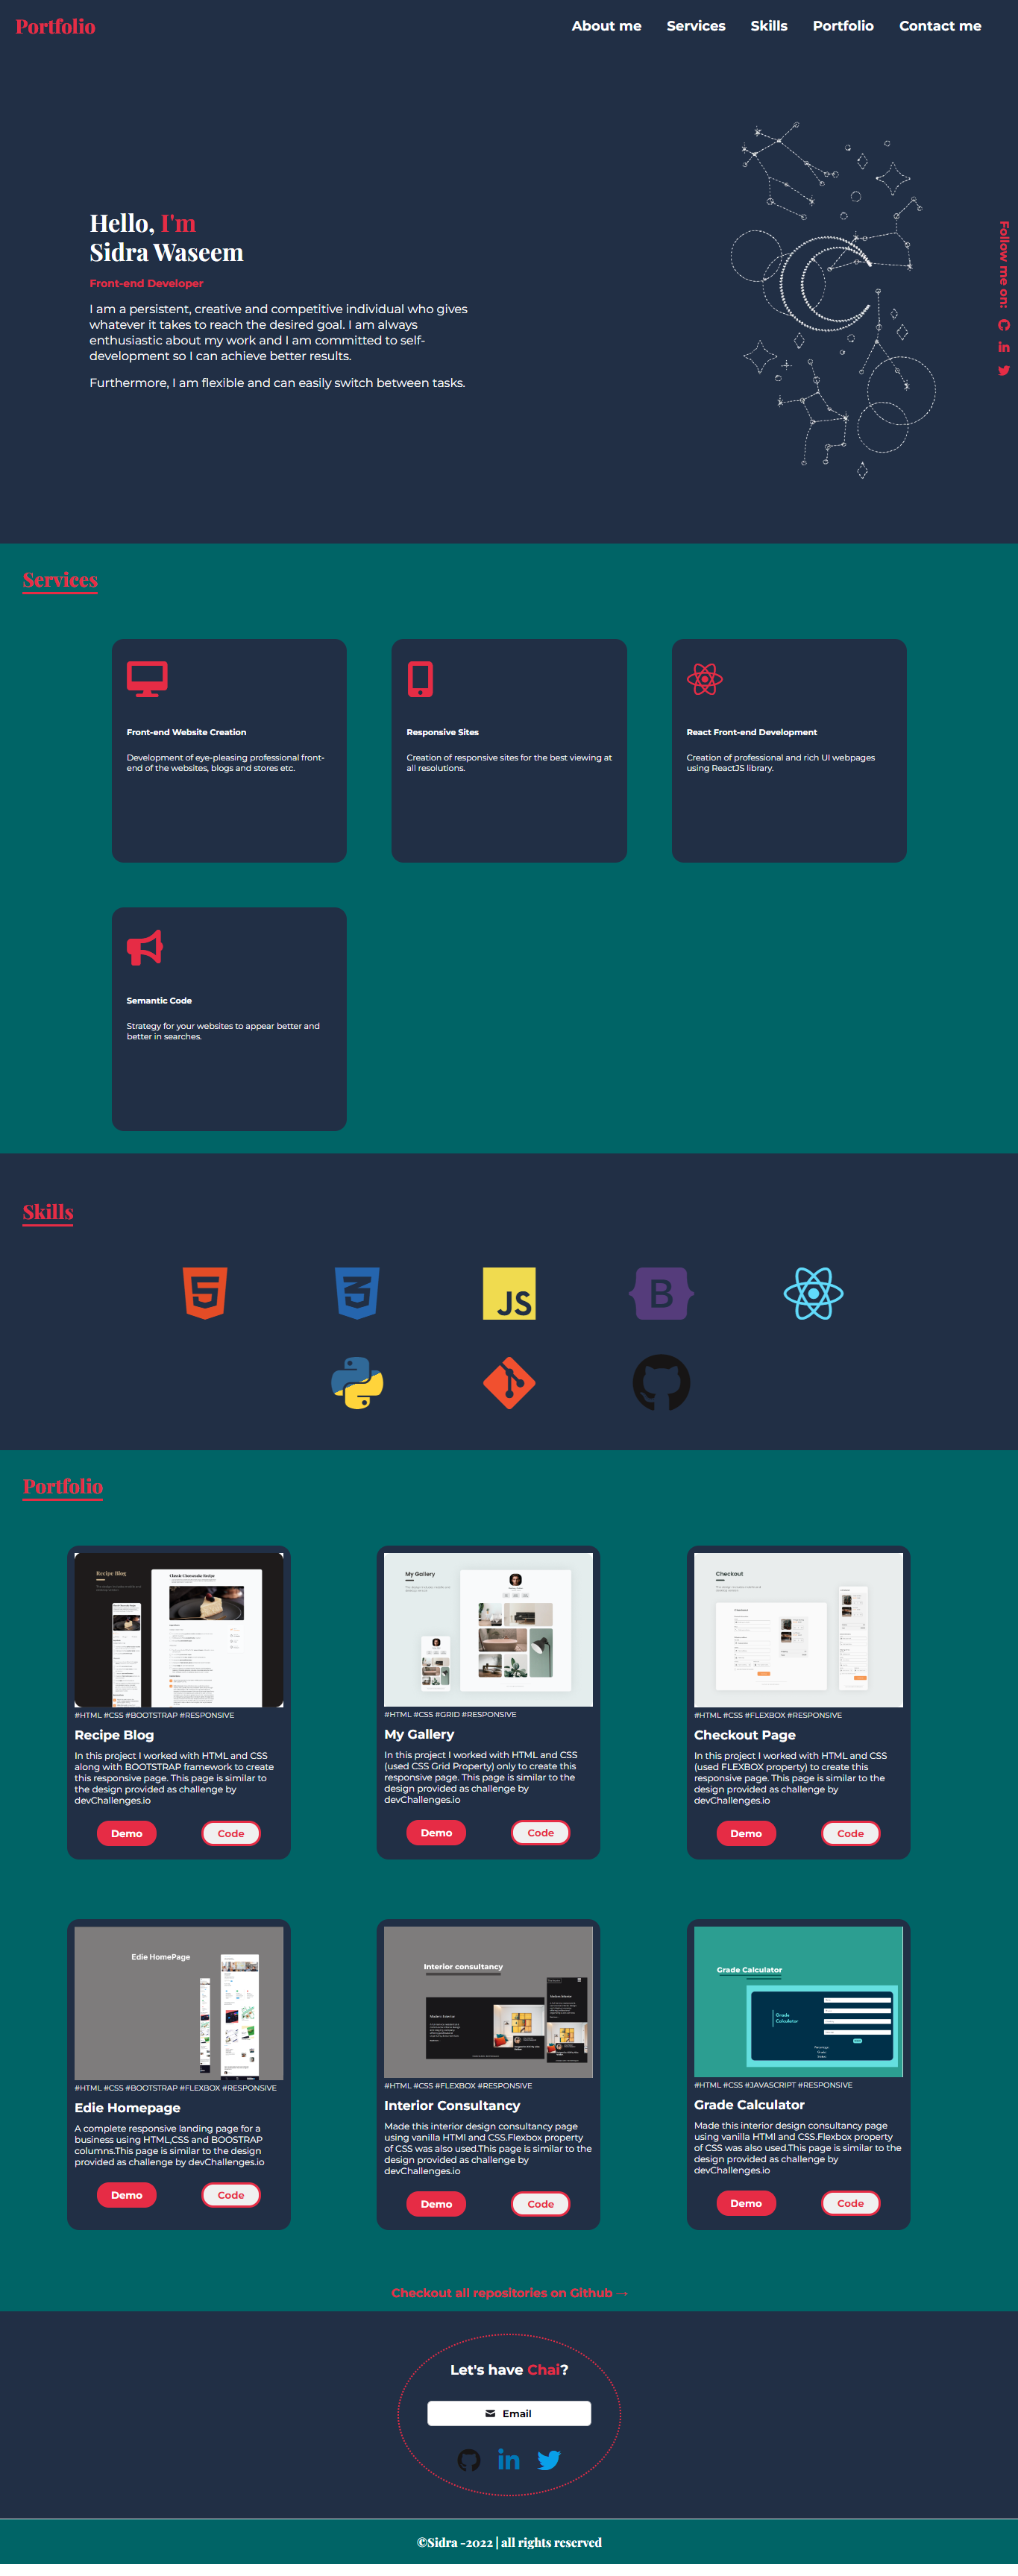 Portfolio
About me Services Skills Portfolio Contact me
Hello, I'm
Sidra Waseem
Front-end Developer
I am a persistent, creative and competitive individual who gives
whatever it takes to reach the desired goal. I am always
enthusiastic about my work and I am committed to self-
development so I can achieve better results.
Furthermore, I am flexible and can easily switch between tasks.
Follow me on:
Services
Front-end Website Creation
Development of eye-pleasing professional front-
end of the websites, blogs and stores etc.
Responsive Sites
Creation of responsive sites for the best viewing at
all resolutions.
React Front-end Development
Creation of professional and rich UI webpages
using ReactJS library.
Semantic Code
Strategy for your websites to appear better and
better in searches.
Skills
JS
B
Portfolio
Recipe Blog
Classic Cheesecake Recipe
#HTML #CSS #BOOTSTRAP #RESPONSIVE
Recipe Blog
In this project I worked with HTML and CSS
along with BOOTSTRAP framework to create
this responsive page. This page is similar to
the design provided as challenge by
devChallenges.io
Demo Code
My Gallery
#HTML #CSS #GRID #RESPONSIVE
My Gallery
In this project I worked with HTML and CSS
(used CSS Grid Property) only to create this
responsive page. This page is similar to the
design provided as challenge by
devChallenges.io
Demo Code
Checkout
#HTML #CSS #FLEXBOX #RESPONSIVE
Checkout Page
In this project I worked with HTML and CSS
(used FLEXBOX property) to create this
responsive page. This page is similar to the
design provided as challenge by
devChallenges.io
Demo Code
Edie HomePage
#HTML #CSS #BOOTSTRAP #FLEXBOX #RESPONSIVE
Edie Homepage
A complete responsive landing page for a
business using HTML,CSS and BOOSTRAP
columns.This page is similar to the design
provided as challenge by devChallenges.io
Demo Code
Interior consultancy
#HTML #CSS #FLEXBOX #RESPONSIVE
Interior Consultancy
Made this interior design consultancy page
using vanilla HTMl and CSS.Flexbox property
of CSS was also used.This page is similar to the
design provided as challenge by
devChallenges.io
Demo Code
Grade Calculator
Grade
Calculator
#HTML #CSS #JAVASCRIPT #RESPONSIVE
Grade Calculator
Made this interior design consultancy page
using vanilla HTMl and CSS.Flexbox property
of CSS was also used.This page is similar to the
design provided as challenge by
devChallenges.io
Demo Code
Checkout all repositories on Github →
Let's have Chai?
Email
©Sidra -2022 | all rights reserved